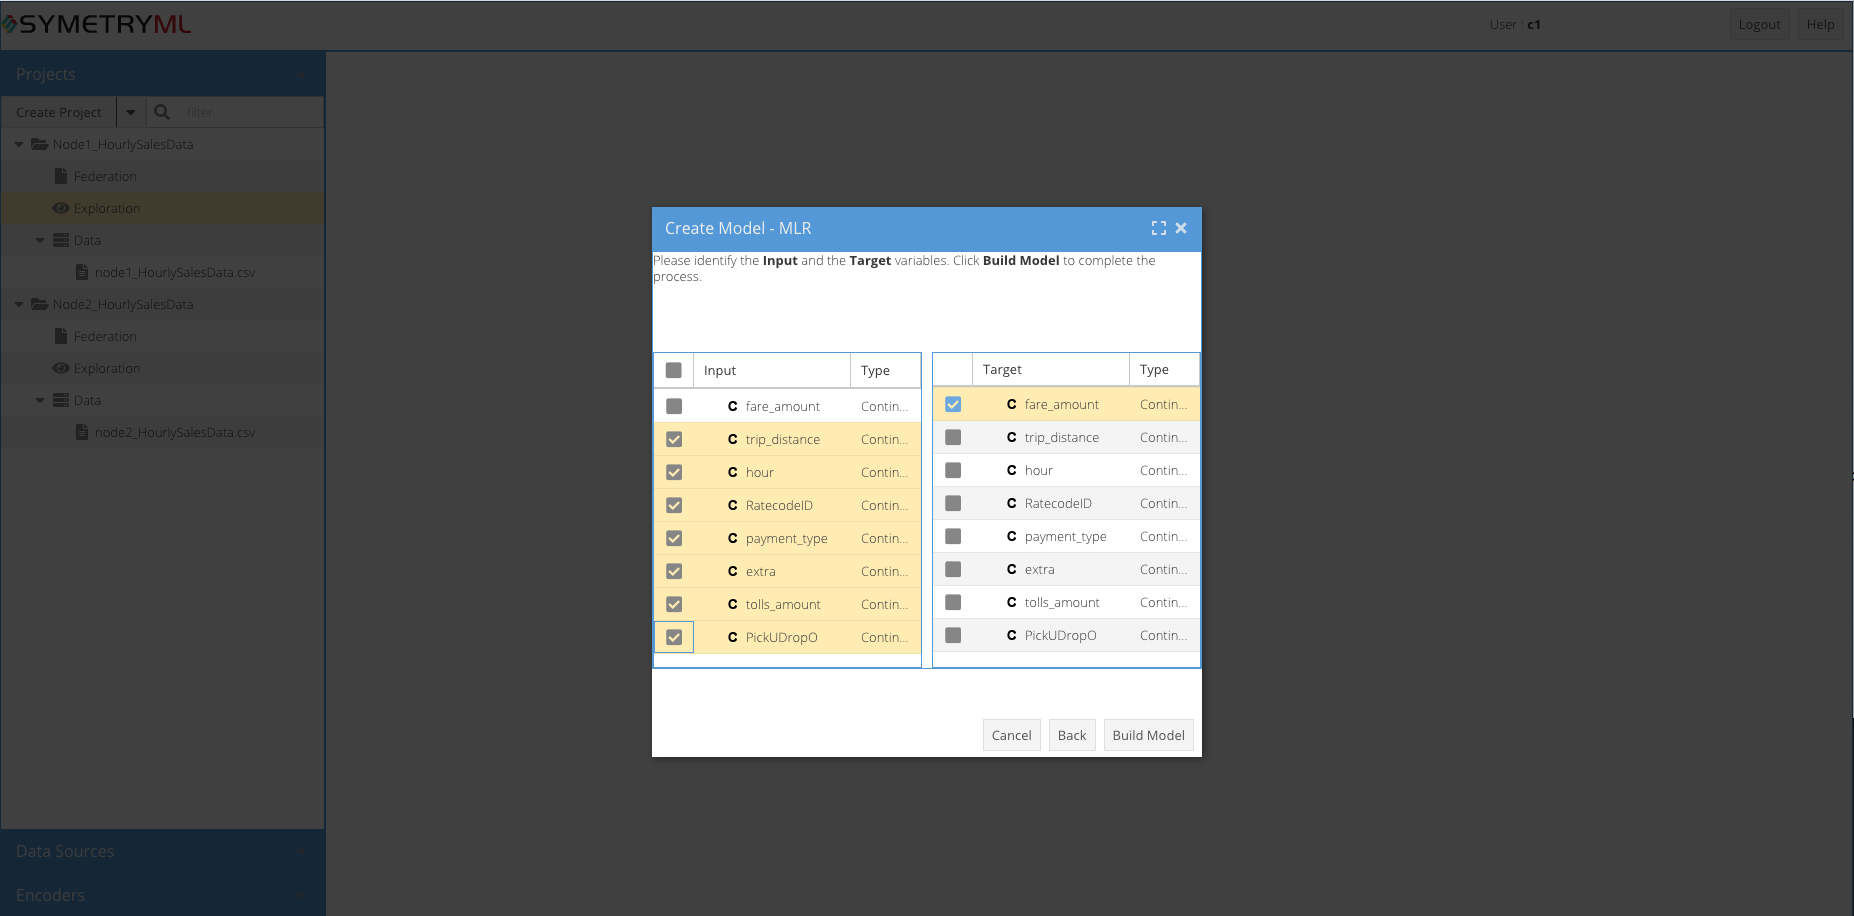 SYMETRYML
User : c1
Logout
Help
Projects
Create Project
filter...
Node1_HourlySalesData
Federation
Exploration
Data
node1_HourlySalesData.csv
Node2_HourlySalesData
Federation
Exploration
Data
node2_HourlySalesData.csv
Data Sources
Encoders
Create Model - MLR
Please identify the Input and the Target variables. Click Build Model to complete the
process.
Input Type
C fare_amount Contin...
C trip_distance Contin...
C hour Contin...
C RatecodeID Contin...
C payment_type Contin...
C extra Contin...
C tolls_amount Contin...
C PickUDropO Contin...
Target Type
C fare_amount Contin...
C trip_distance Contin...
C hour Contin...
C RatecodeID Contin...
C payment_type Contin...
C extra Contin...
C tolls_amount Contin...
C PickUDropO Contin...
Cancel
Back
Build Model